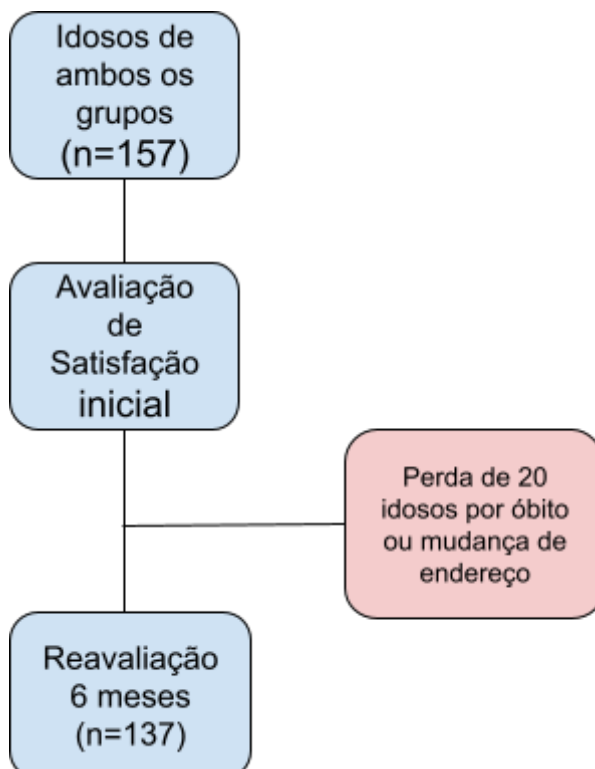 Idosos de
ambos os
grupos
(n=157)
Avaliação
de
Satisfação
inicial
Perda de 20
idosos por óbito
ou mudança de
endereço
Reavaliação
6 meses
(n=137)